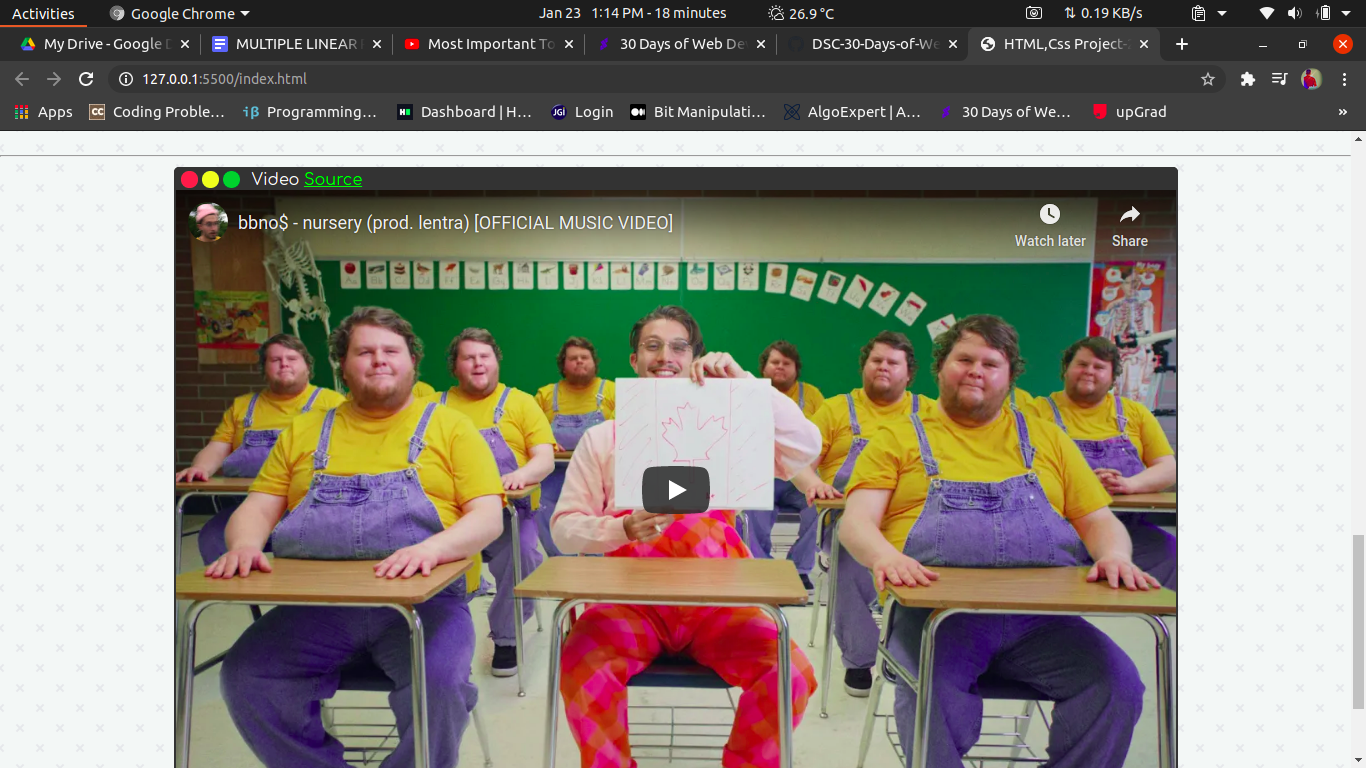 Activities Google Chrome Jan 23 1:14 PM - 18 minutes 26.9 °C 0.19 KB/s
My Drive - Google D MULTIPLE LINEAR Most Important To 30 Days of Web De DSC-30-Days-of-We HTML,Css Project-
127.0.0.1:5500/index.html
Apps CC Coding Proble... iβ Programming... H Dashboard | H... JGI Login Bit Manipulati... AlgoExpert | A... 30 Days of We... upGrad »
Video Source
bbno$ - nursery (prod. lentra) [OFFICIAL MUSIC VIDEO]
Watch later Share